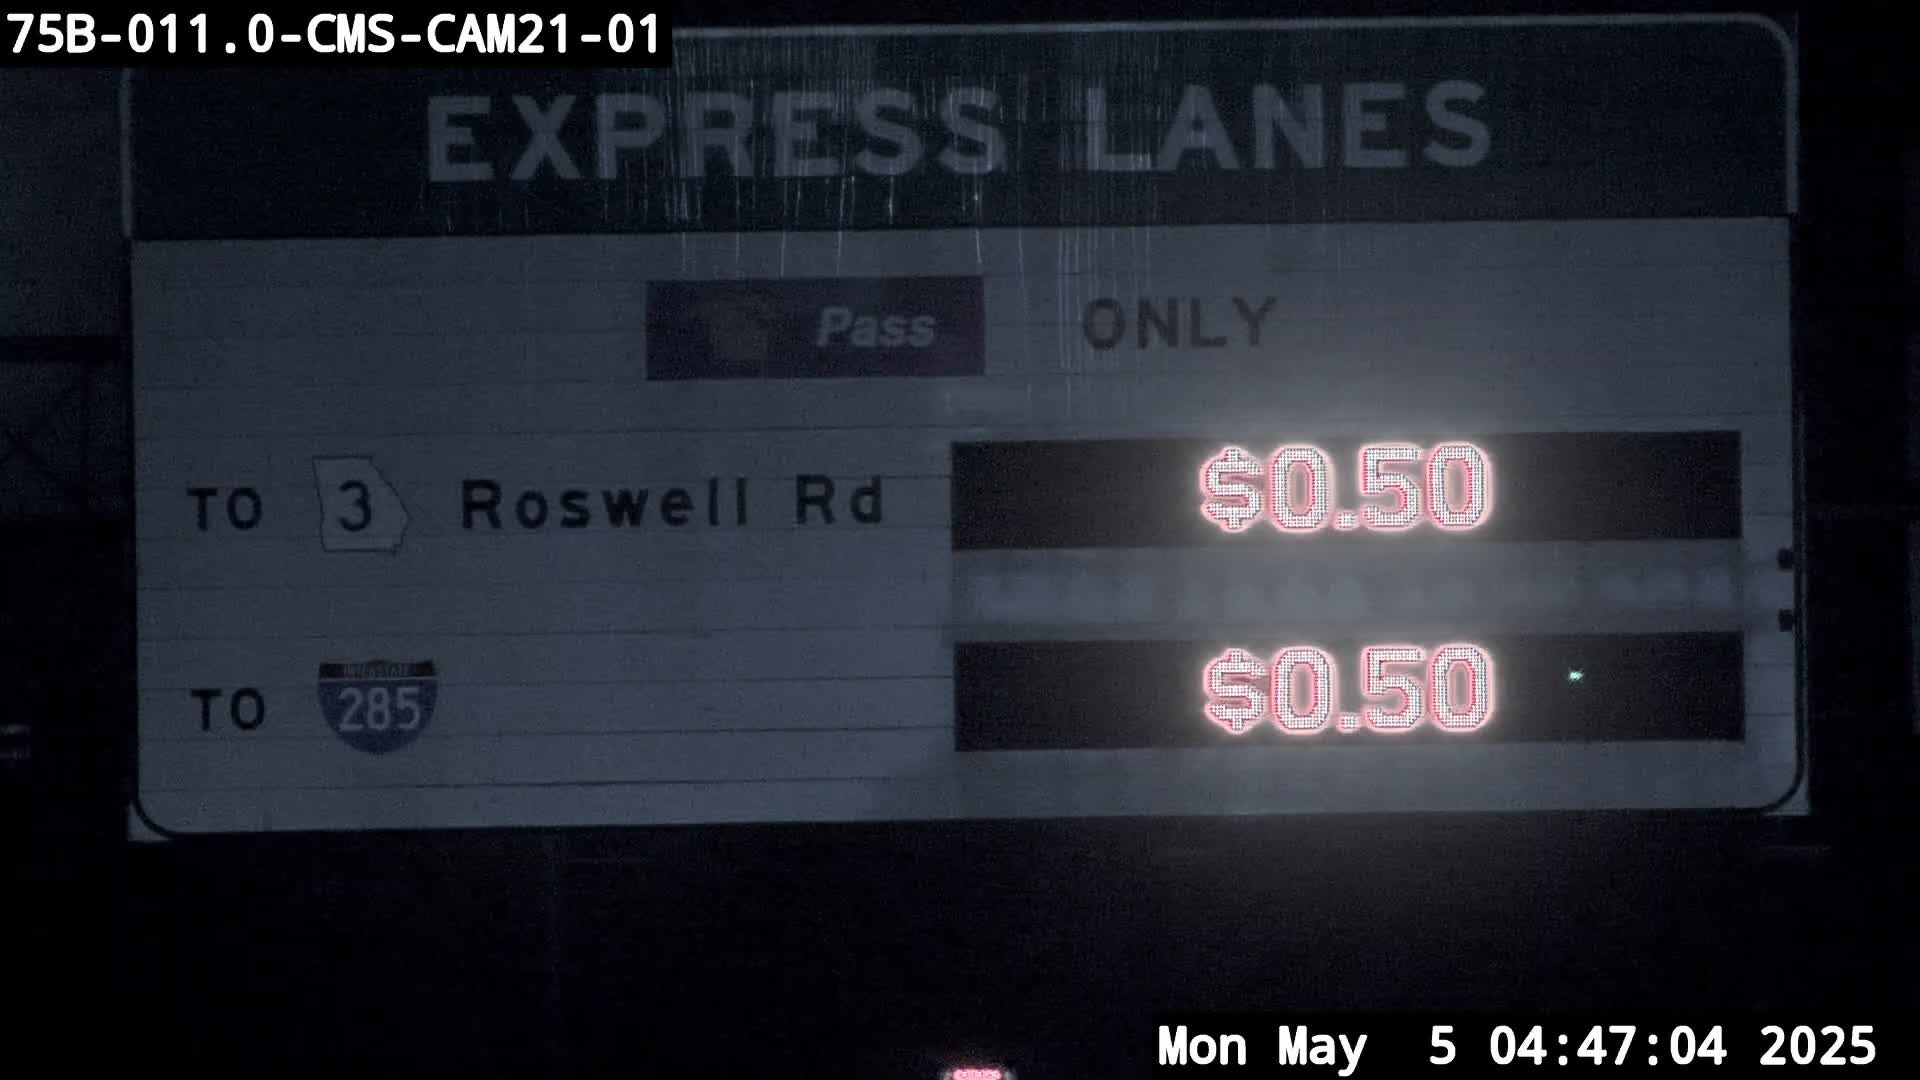 75B-011.0-CMS-CAM21-01
EXPRESS LANES
Pass ONLY
TO 3 Roswell Rd $0.50
INTERSTATE
TO 285 $0.50
Mon May 5 04:47:04 2025